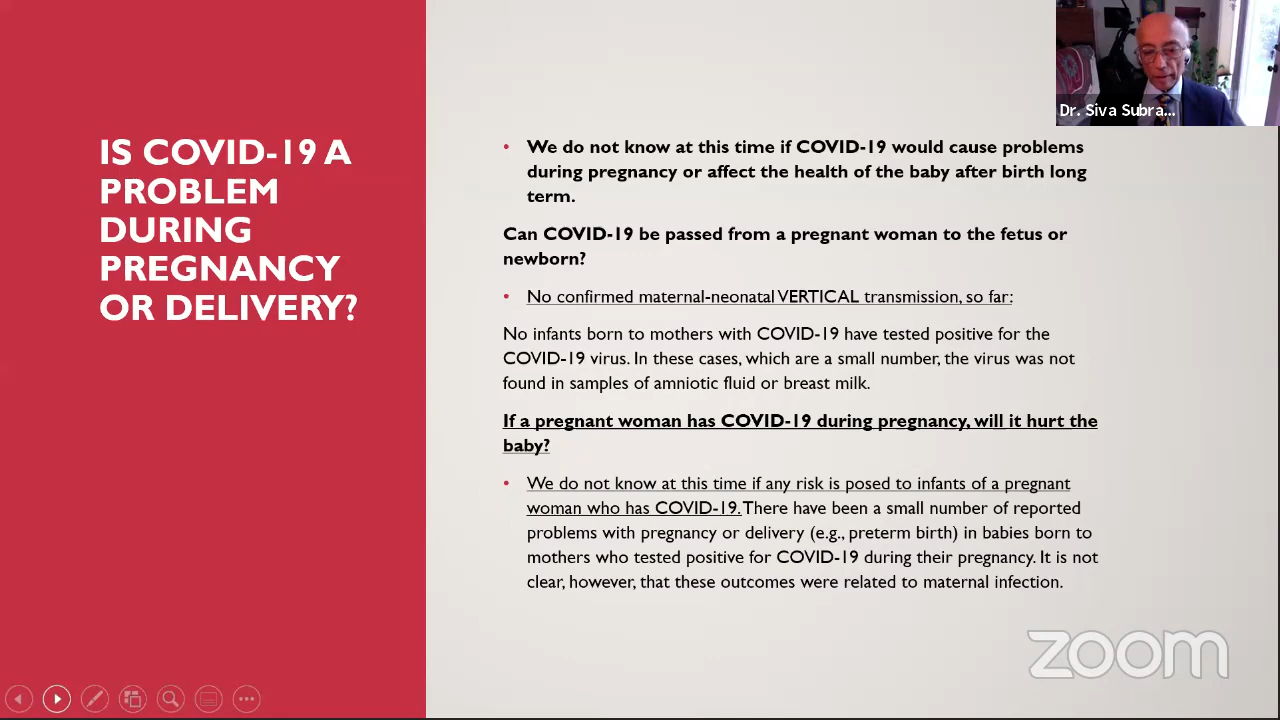 Dr. Siva Subra...
IS COVID-19 A
PROBLEM
DURING
PREGNANCY
OR DELIVERY?
• We do not know at this time if COVID-19 would cause problems
during pregnancy or affect the health of the baby after birth long
term.
Can COVID-19 be passed from a pregnant woman to the fetus or
newborn?
• No confirmed maternal-neonatal VERTICAL transmission, so far:
No infants born to mothers with COVID-19 have tested positive for the
COVID-19 virus. In these cases, which are a small number, the virus was not
found in samples of amniotic fluid or breast milk.
If a pregnant woman has COVID-19 during pregnancy, will it hurt the
baby?
• We do not know at this time if any risk is posed to infants of a pregnant
woman who has COVID-19. There have been a small number of reported
problems with pregnancy or delivery (e.g., preterm birth) in babies born to
mothers who tested positive for COVID-19 during their pregnancy. It is not
clear, however, that these outcomes were related to maternal infection.
zoom